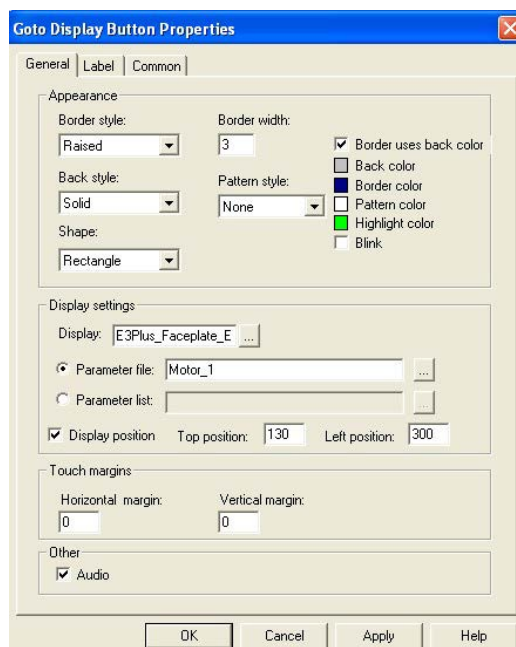 Goto Display Button Properties
General Label Common
Appearance
Border style: Border width:
Raised 3 Border uses back color
Back color
Back style: Pattern style: Border color
Solid None Pattern color
Highlight color
Shape: Blink
Rectangle
Display settings
Display: E3Plus_Faceplate_E ...
Parameter file: Motor_1 ...
Parameter list: ...
Display position Top position: 130 Left position: 300
Touch margins
Horizontal margin: Vertical margin:
0 0
Other
Audio
OK Cancel Apply Help